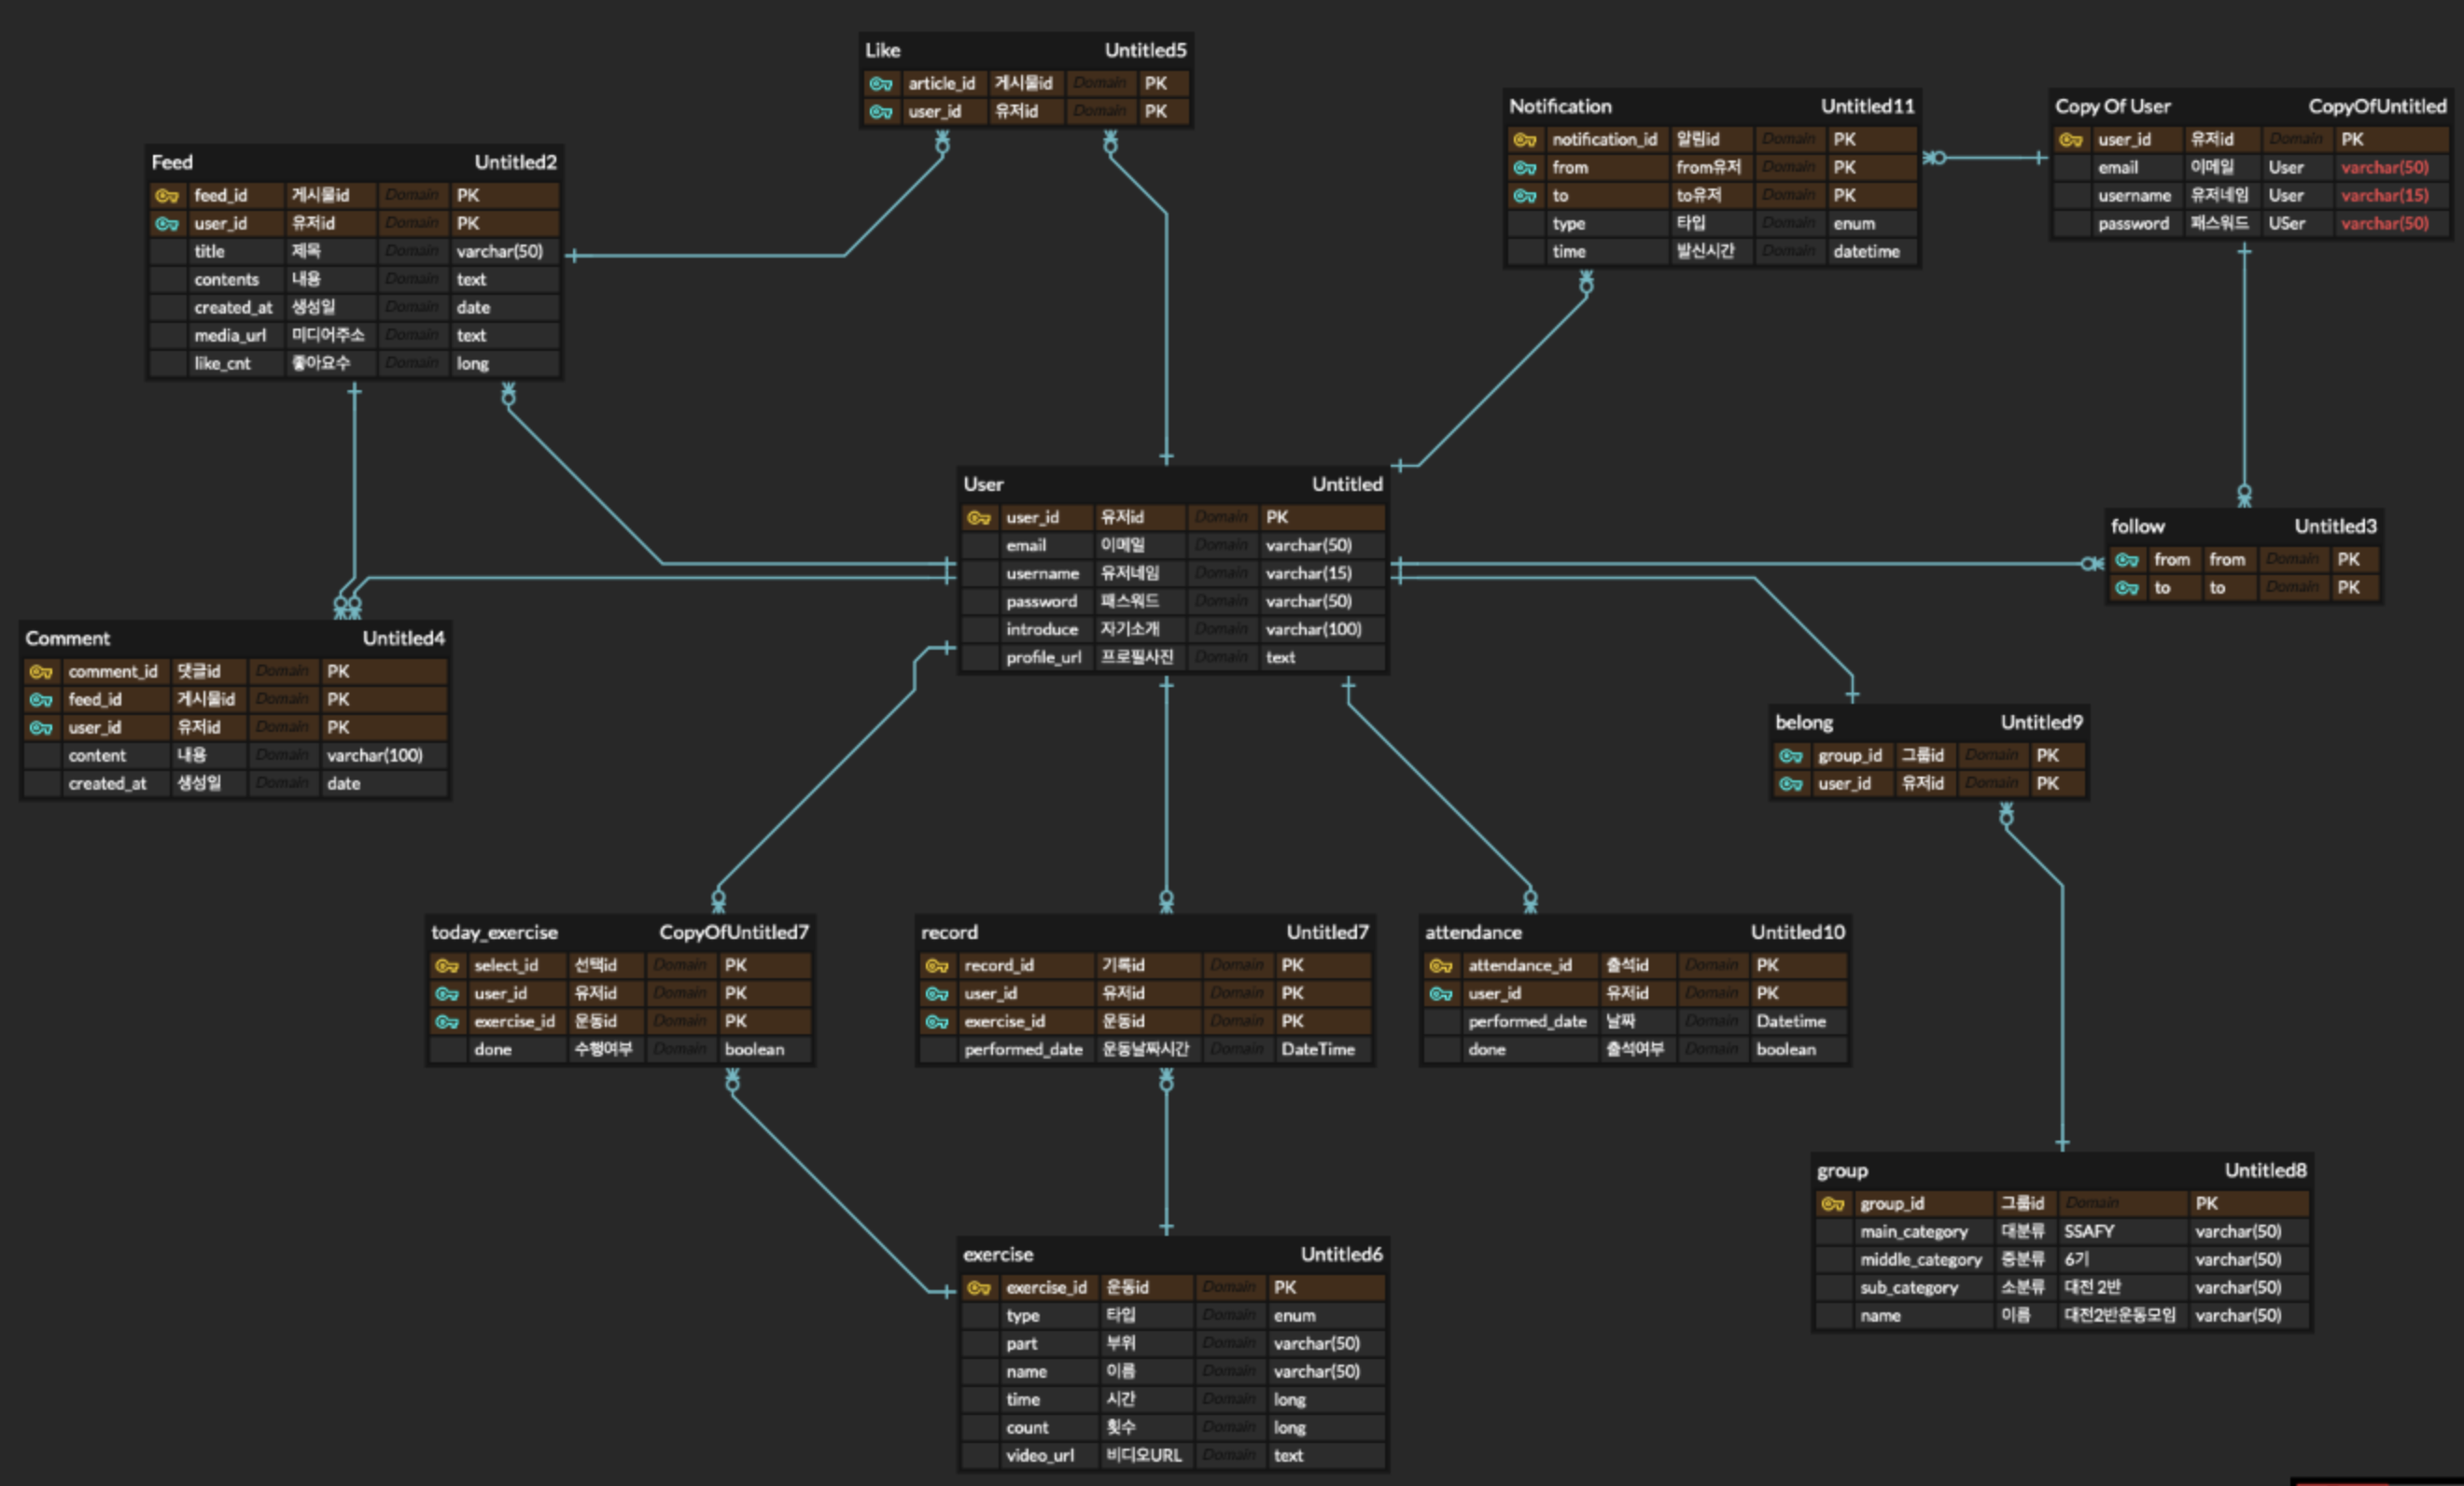 Like Untitled5
article_id 게시물id Domain PK
user_id 유저id Domain PK
Notification Untitled11
notification_id 알림id Domain PK
from from유저 Domain PK
to to유저 Domain PK
type 타입 Domain enum
time 발신시간 Domain datetime
Copy Of User CopyOfUntitled
user_id 유저id Domain PK
email 이메일 User varchar(50)
username 유저네임 User varchar(15)
password 패스워드 USer varchar(50)
Feed Untitled2
feed_id 게시물id Domain PK
user_id 유저id Domain PK
title 제목 Domain varchar(50)
contents 내용 Domain text
created_at 생성일 Domain date
media_url 미디어주소 Domain text
like_cnt 좋아요수 Domain long
User Untitled
user_id 유저id Domain PK
email 이메일 Domain varchar(50)
username 유저네임 Domain varchar(15)
password 패스워드 Domain varchar(50)
introduce 자기소개 Domain varchar(100)
profile_url 프로필사진 Domain text
follow Untitled3
from from Domain PK
to to Domain PK
Comment Untitled4
comment_id 댓글id Domain PK
feed_id 게시물id Domain PK
user_id 유저id Domain PK
content 내용 Domain varchar(100)
created_at 생성일 Domain date
belong Untitled9
group_id 그룹id Domain PK
user_id 유저id Domain PK
today_exercise CopyOfUntitled7
select_id 선택id Domain PK
user_id 유저id Domain PK
exercise_id 운동id Domain PK
done 수행여부 Domain boolean
record Untitled7
record_id 기록id Domain PK
user_id 유저id Domain PK
exercise_id 운동id Domain PK
performed_date 운동날짜시간 Domain DateTime
attendance Untitled10
attendance_id 출석id Domain PK
user_id 유저id Domain PK
performed_date 날짜 Domain Datetime
done 출석여부 Domain boolean
group Untitled8
group_id 그룹id Domain PK
main_category 대분류 SSAFY varchar(50)
middle_category 중분류 6기 varchar(50)
sub_category 소분류 대전 2반 varchar(50)
name 이름 대전2반운동모임 varchar(50)
exercise Untitled6
exercise_id 운동id Domain PK
type 타입 Domain enum
part 부위 Domain varchar(50)
name 이름 Domain varchar(50)
time 시간 Domain long
count 횟수 Domain long
video_url 비디오URL Domain text